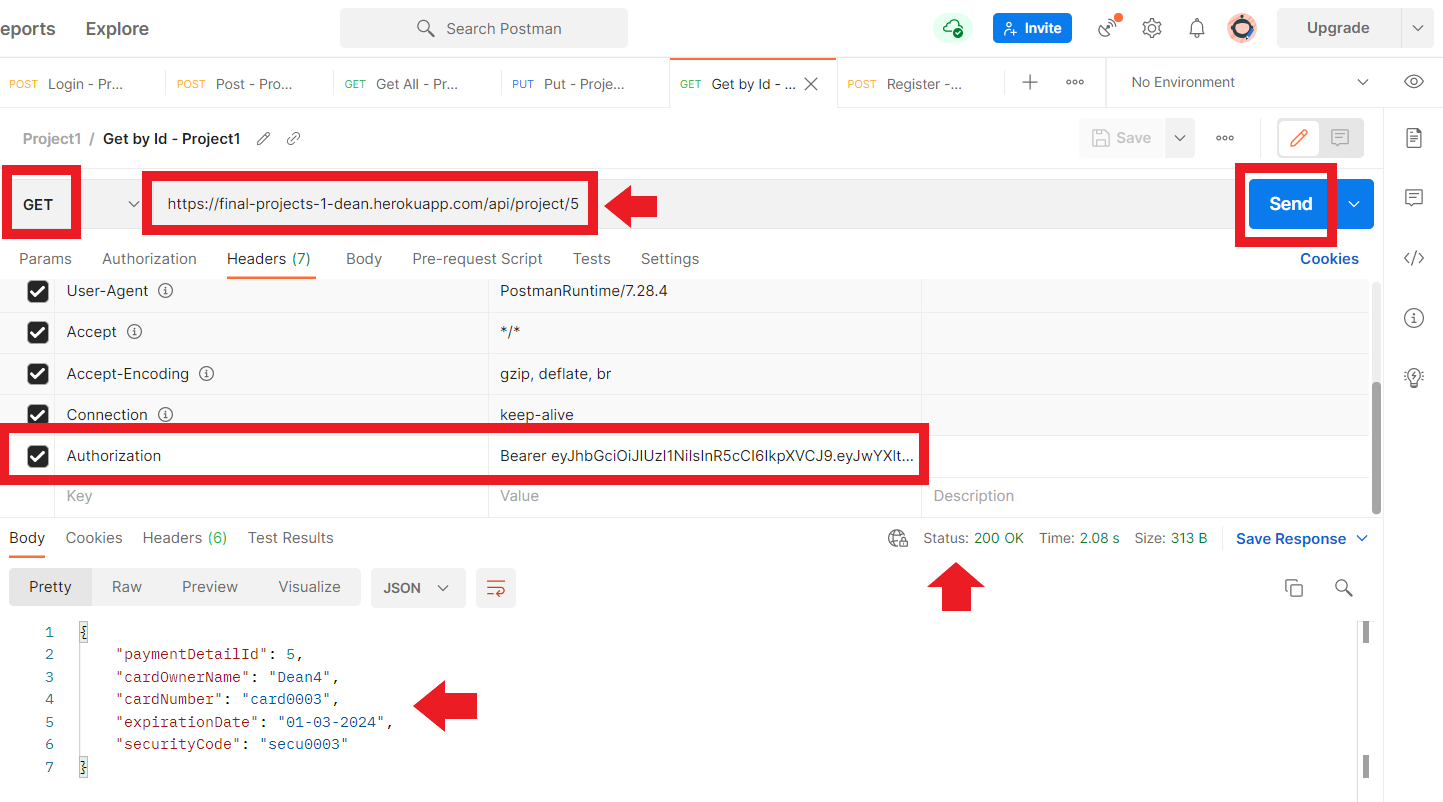 eports Explore Search Postman Invite Upgrade
POST Login - Pr... POST Post - Pro... GET Get All - Pr... PUT Put - Proje... GET Get by Id - ... POST Register -... No Environment
Project1 / Get by Id - Project1 Save
GET https://final-projects-1-dean.herokuapp.com/api/project/5 Send
Params Authorization Headers (7) Body Pre-request Script Tests Settings Cookies
User-Agent PostmanRuntime/7.28.4
Accept */*
Accept-Encoding gzip, deflate, br
Connection keep-alive
Authorization Bearer eyJhbGciOiJIUzI1NiIsInR5cCI6IkpXVCJ9.eyJwYXlt...
Key Value Description
Body Cookies Headers (6) Test Results Status: 200 OK Time: 2.08 s Size: 313 B Save Response
Pretty Raw Preview Visualize JSON
1 {
2 "paymentDetailId": 5,
3 "cardOwnerName": "Dean4",
4 "cardNumber": "card0003",
5 "expirationDate": "01-03-2024",
6 "securityCode": "secu0003"
7 }